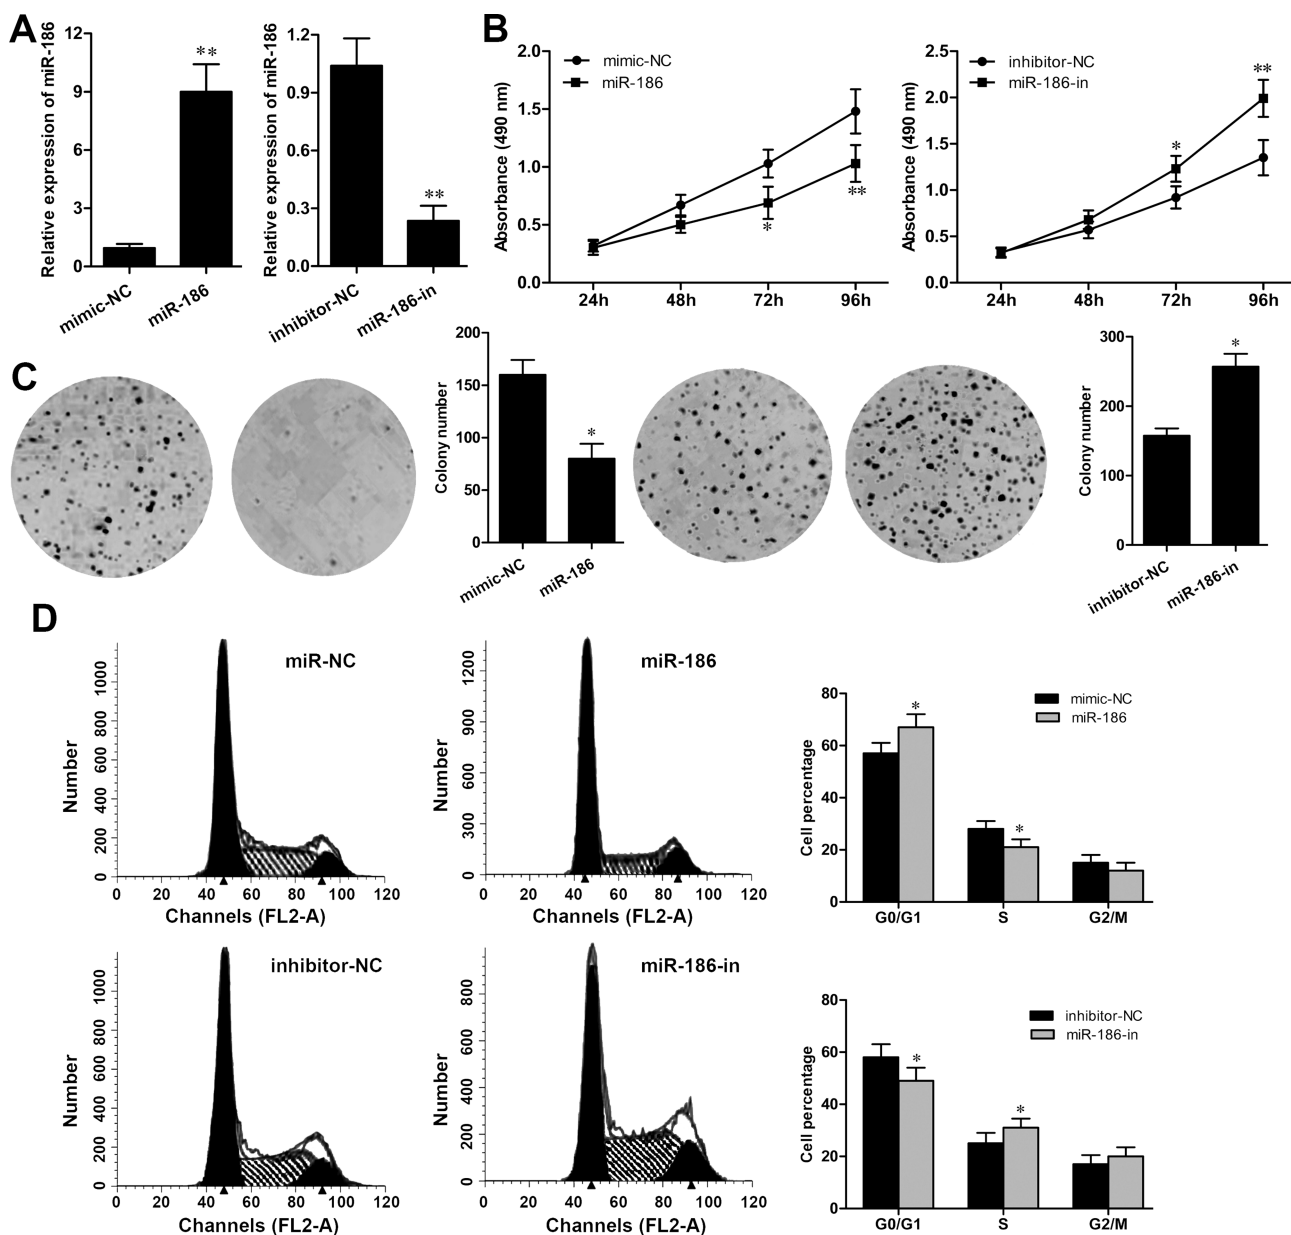 A
Relative expression of miR-186
12
9
6
3
0
**
mimic-NC
miR-186
Relative expression of miR-186
1.2
0.9
0.6
0.3
0.0
**
inhibitor-NC
miR-186-in
B
Absorbance (490 nm)
2.0
1.5
1.0
0.5
0.0
mimic-NC
miR-186
*
**
24h 48h 72h 96h
Absorbance (490 nm)
2.5
2.0
1.5
1.0
0.5
0.0
inhibitor-NC
miR-186-in
*
**
24h 48h 72h 96h
C
Colony number
200
150
100
50
0
*
mimic-NC
miR-186
Colony number
300
200
100
0
*
inhibitor-NC
miR-186-in
D
miR-NC
Number
1000
800
600
400
200
0
0 20 40 60 80 100 120
Channels (FL2-A)
miR-186
Number
1200
900
600
300
0
0 20 40 60 80 100 120
Channels (FL2-A)
Cell percentage
80
60
40
20
0
mimic-NC
miR-186
*
*
G0/G1 S G2/M
inhibitor-NC
Number
1000
800
600
400
200
0
0 20 40 60 80 100 120
Channels (FL2-A)
miR-186-in
Number
800
600
400
200
0
0 20 40 60 80 100 120
Channels (FL2-A)
Cell percentage
80
60
40
20
0
inhibitor-NC
miR-186-in
*
*
G0/G1 S G2/M